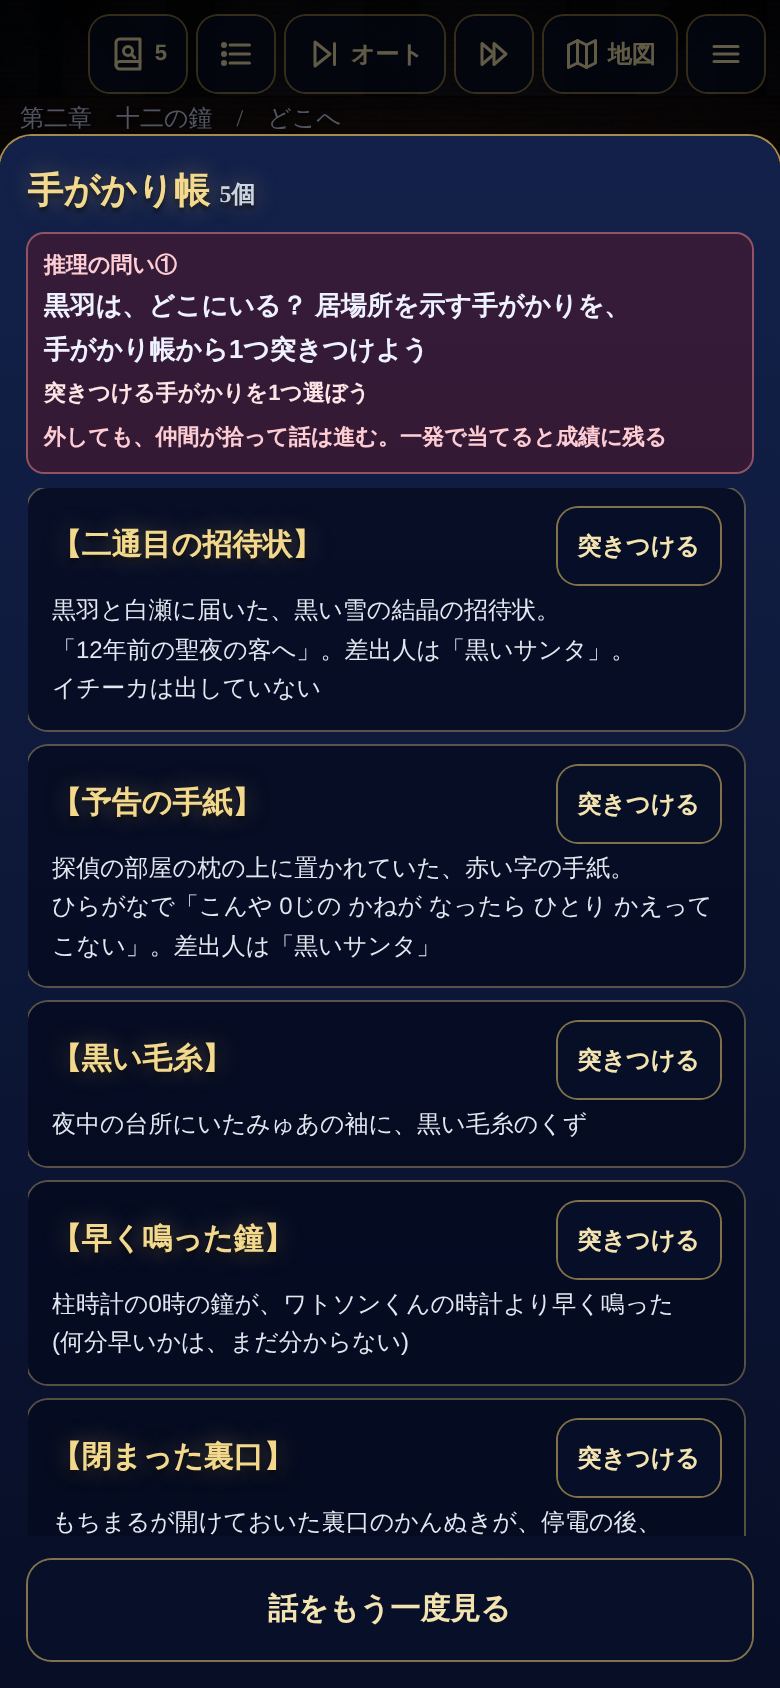 5
オート
地図
第二章 十二の鐘 / どこへ
手がかり帳 5個
推理の問い①
黒羽は、どこにいる？ 居場所を示す手がかりを、
手がかり帳から1つ突きつけよう
突きつける手がかりを1つ選ぼう
外しても、仲間が拾って話は進む。一発で当てると成績に残る
【二通目の招待状】
突きつける
黒羽と白瀬に届いた、黒い雪の結晶の招待状。
「12年前の聖夜の客へ」。差出人は「黒いサンタ」。
イチーカは出していない
【予告の手紙】
突きつける
探偵の部屋の枕の上に置かれていた、赤い字の手紙。
ひらがなで「こんや 0じの かねが なったら ひとり かえって
こない」。差出人は「黒いサンタ」
【黒い毛糸】
突きつける
夜中の台所にいたみゅあの袖に、黒い毛糸のくず
【早く鳴った鐘】
突きつける
柱時計の0時の鐘が、ワトソンくんの時計より早く鳴った
(何分早いかは、まだ分からない)
【閉まった裏口】
突きつける
もちまるが開けておいた裏口のかんぬきが、停電の後、
話をもう一度見る